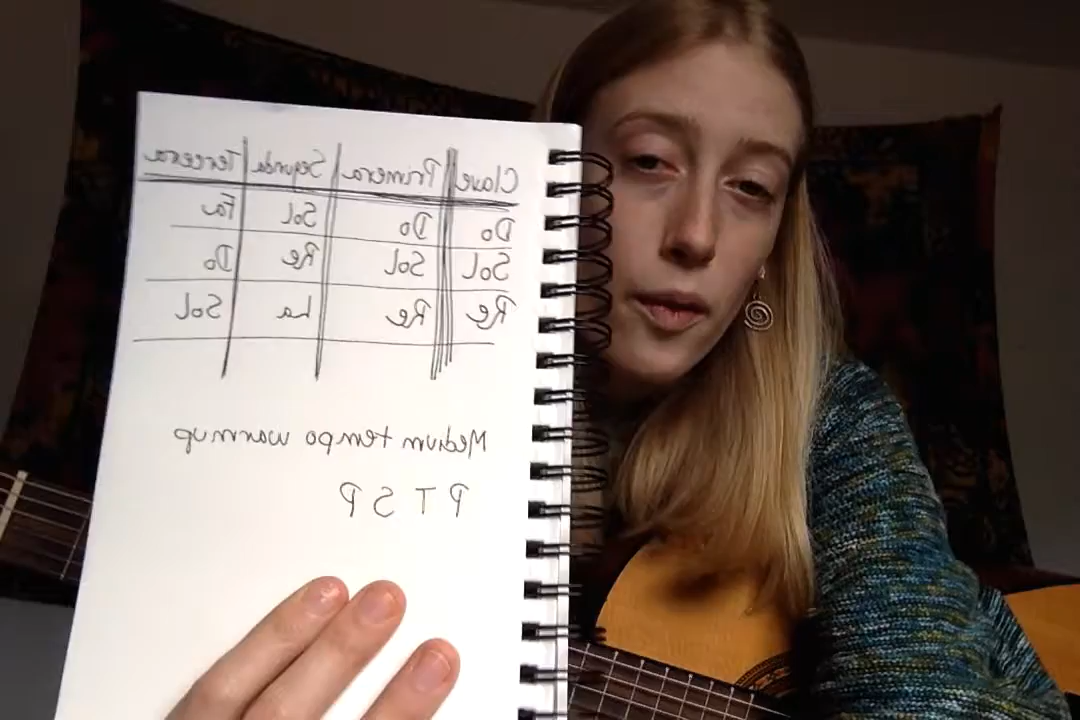 Clave Primera Segunda Tercera
Do Do Sol Fa
Sol Sol Re Do
Re Re La Sol
Medium tempo warmup
P T S P